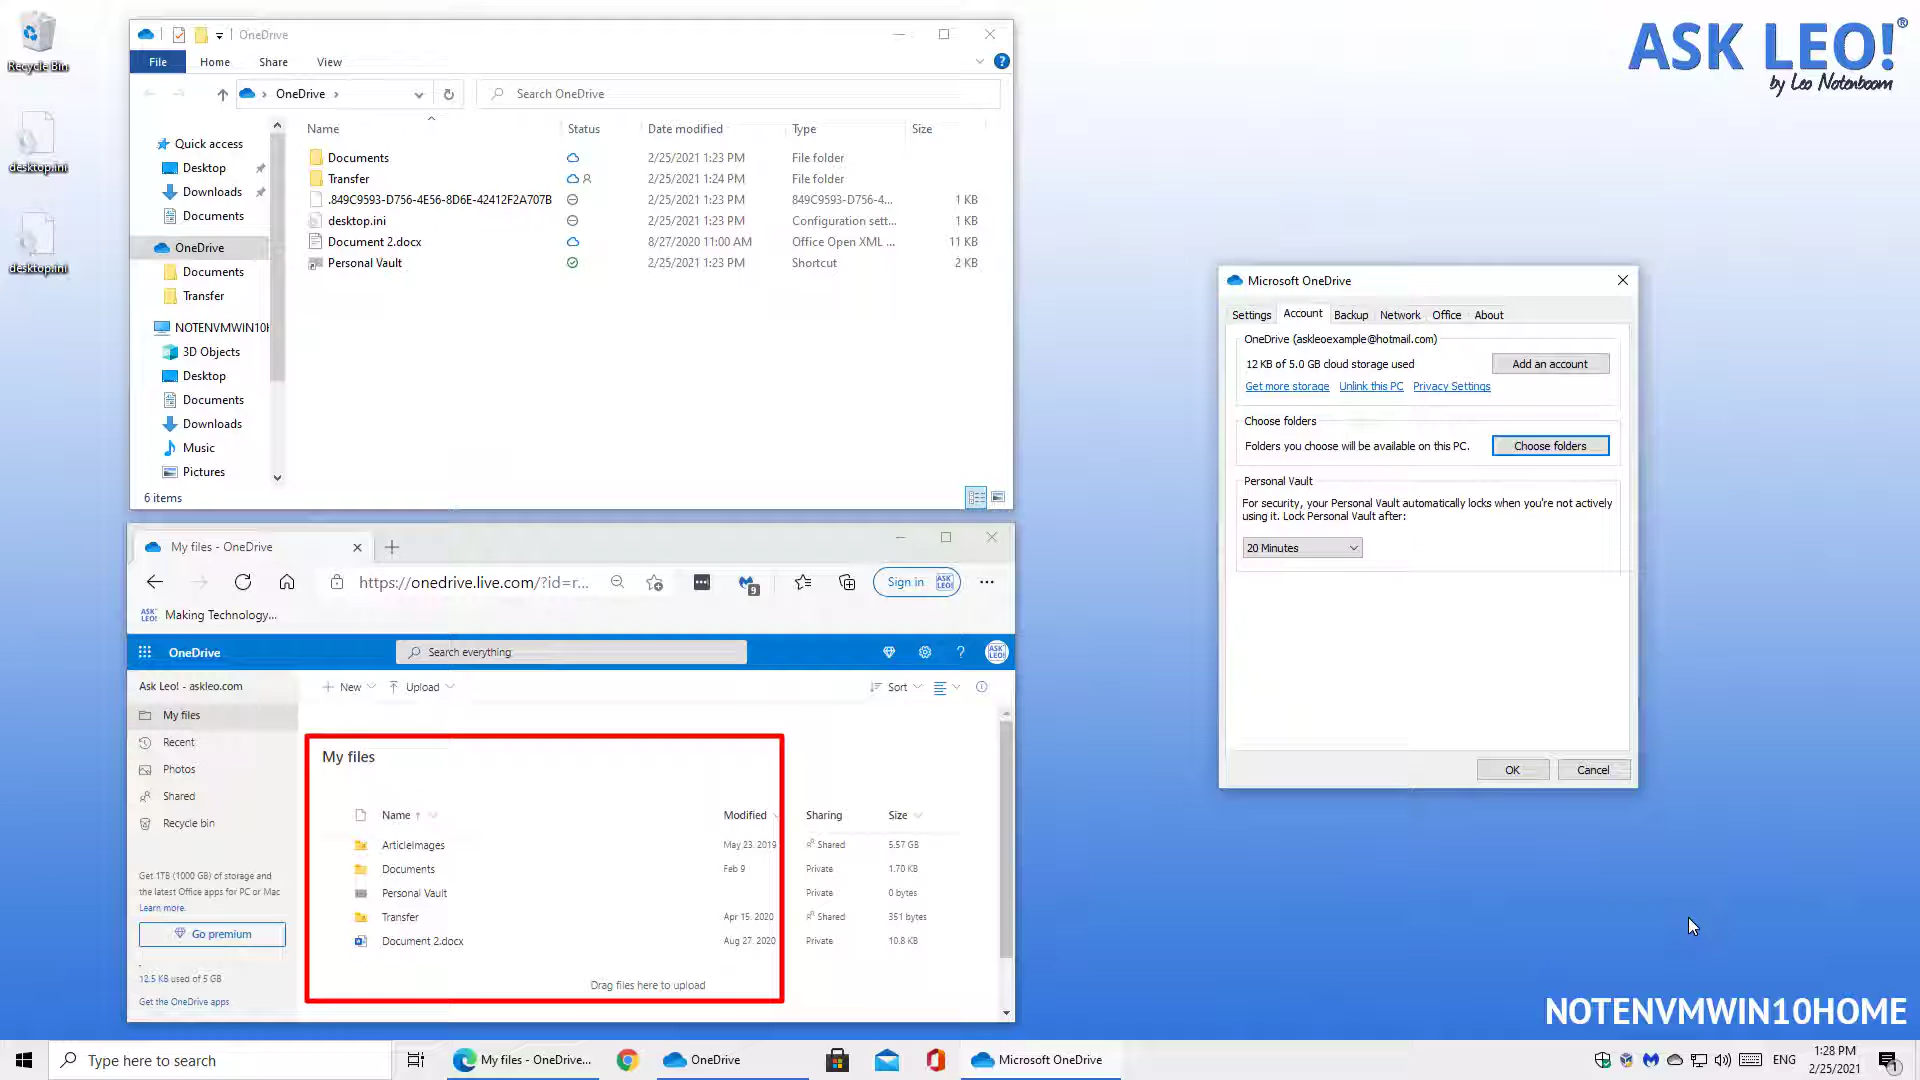 Recycle Bin
desktop.ini
desktop.ini
OneDrive
File Home Share View
OneDrive
Search OneDrive
Name Status Date modified Type Size
Documents 2/25/2021 1:23 PM File folder
Transfer 2/25/2021 1:24 PM File folder
.849C9593-D756-4E56-8D6E-42412F2A707B 2/25/2021 1:23 PM 849C9593-D756-4... 1 KB
desktop.ini 2/25/2021 1:23 PM Configuration sett... 1 KB
Document 2.docx 8/27/2020 11:00 AM Office Open XML ... 11 KB
Personal Vault 2/25/2021 1:23 PM Shortcut 2 KB
Quick access
Desktop
Downloads
Documents
OneDrive
Documents
Transfer
NOTENVMWIN10H
3D Objects
Desktop
Documents
Downloads
Music
Pictures
6 items
ASK LEO!®
by Leo Notenboom
Microsoft OneDrive
Settings Account Backup Network Office About
OneDrive (askleoexample@hotmail.com)
12 KB of 5.0 GB cloud storage used
Add an account
Get more storage Unlink this PC Privacy Settings
Choose folders
Folders you choose will be available on this PC.
Choose folders
Personal Vault
For security, your Personal Vault automatically locks when you're not actively
using it. Lock Personal Vault after:
20 Minutes
OK Cancel
My files - OneDrive
https://onedrive.live.com/?id=r...
9
Sign in
ASK LEO!
ASK LEO! Making Technology...
OneDrive
Search everything
?
ASK LEO!
Ask Leo! - askleo.com
New Upload Sort
My files
Recent
Photos
Shared
Recycle bin
Get 1TB (1000 GB) of storage and
the latest Office apps for PC or Mac
Learn more.
Go premium
12.5 KB used of 5 GB
Get the OneDrive apps
My files
Name Modified Sharing Size
ArticleImages May 23, 2019 Shared 5.57 GB
Documents Feb 9 Private 1.70 KB
Personal Vault Private 0 bytes
Transfer Apr 15, 2020 Shared 351 bytes
Document 2.docx Aug 27, 2020 Private 10.8 KB
Drag files here to upload
NOTENVMWIN10HOME
Type here to search
My files - OneDrive...
OneDrive
Microsoft OneDrive
ENG
1:28 PM
2/25/2021
1